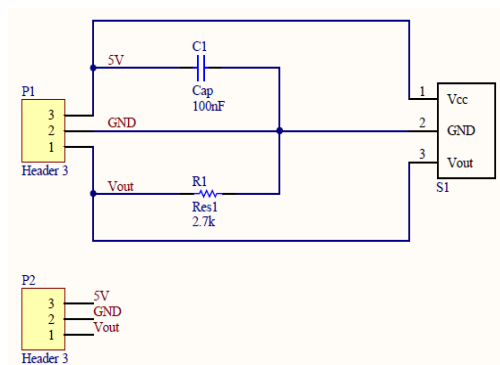 C1
5V
Cap
100nF
P1
3
2
1
GND
Header 3
Vout
R1
Res1
2.7k
1
Vcc
2
GND
3
Vout
S1
P2
3
5V
2
GND
1
Vout
Header 3